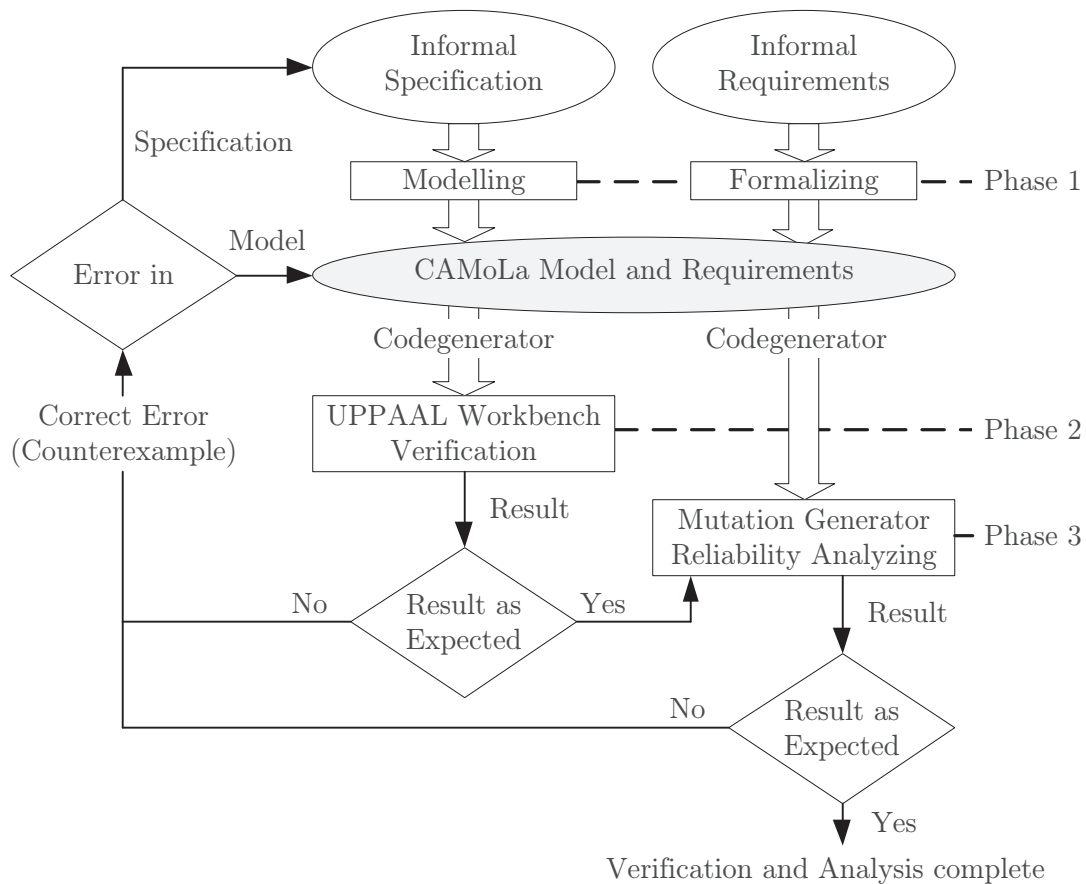 Informal
Specification
Informal
Requirements
Specification
Modelling
Formalizing
Phase 1
Model
Error in
CAMoLa Model and Requirements
Codegenerator
Codegenerator
Correct Error
(Counterexample)
UPPAAL Workbench
Verification
Phase 2
Result
Mutation Generator
Reliability Analyzing
Phase 3
No
Result as
Expected
Yes
Result
No
Result as
Expected
Yes
Verification and Analysis complete